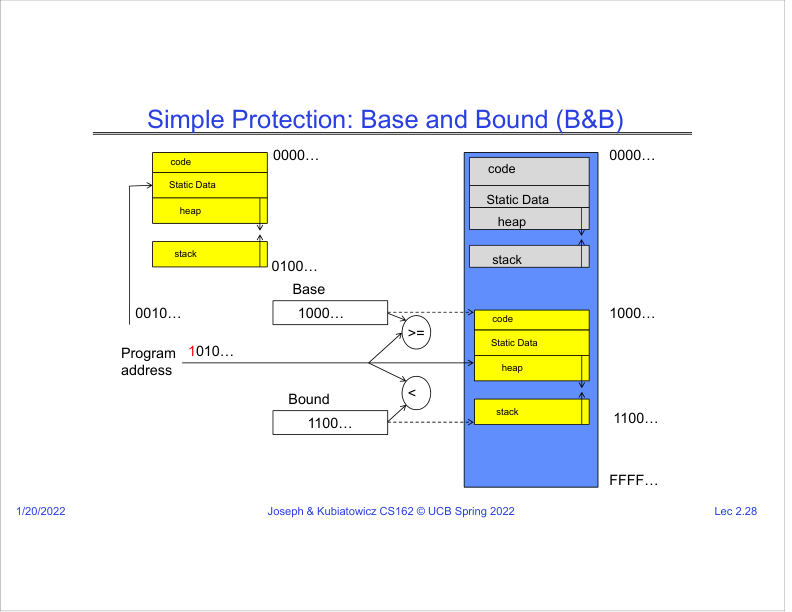 Simple Protection: Base and Bound (B&B)
code
Static Data
heap
stack
0000…
0100…
0010…
Program
address
1010…
Base
1000…
>=
Bound
1100…
<
code
Static Data
heap
stack
code
Static Data
heap
stack
0000…
1000…
1100…
FFFF…
1/20/2022
Joseph & Kubiatowicz CS162 © UCB Spring 2022
Lec 2.28